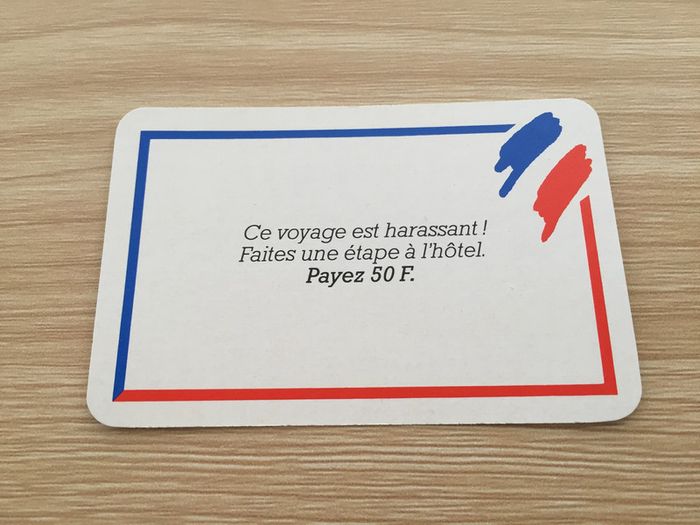 Ce voyage est harassant !
Faites une étape à l'hôtel.
Payez 50 F.